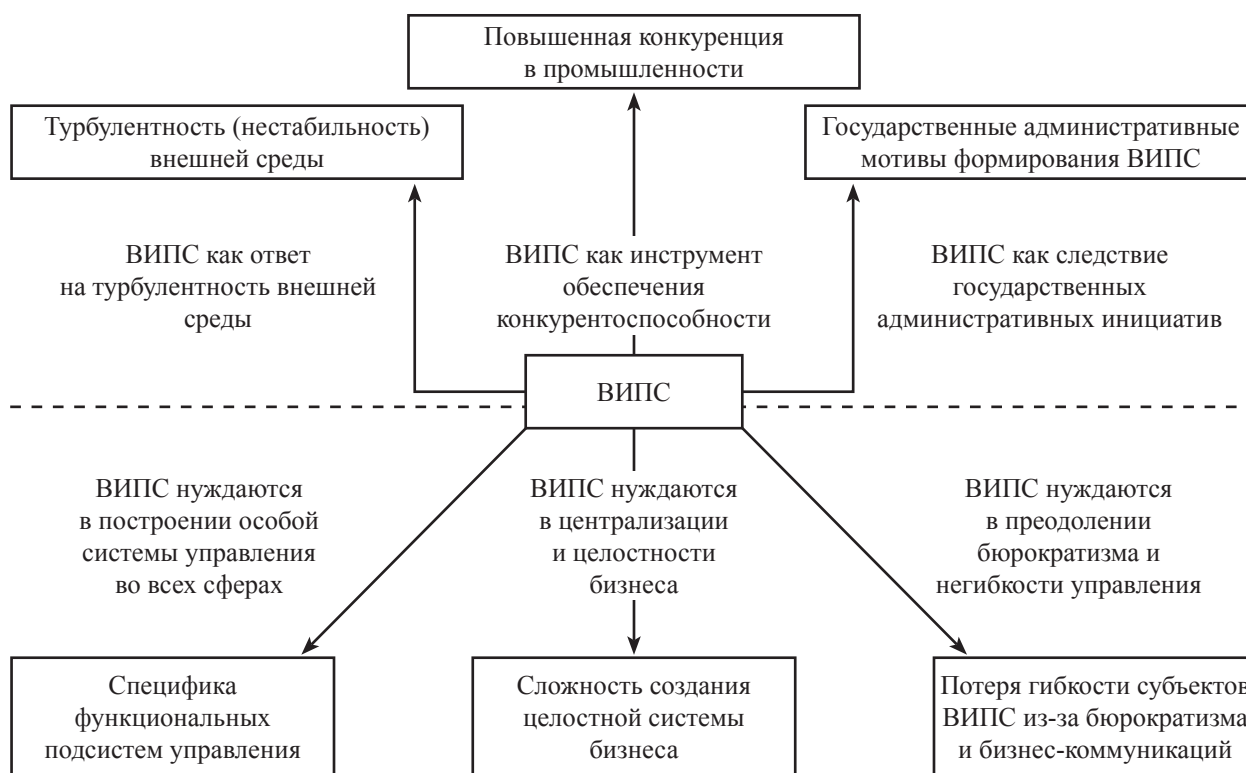 Повышенная конкуренция
в промышленности
Турбулентность (нестабильность)
внешней среды
Государственные административные
мотивы формирования ВИПС
ВИПС как ответ
на турбулентность внешней
среды
ВИПС как инструмент
обеспечения
конкурентоспособности
ВИПС как следствие
государственных
административных инициатив
ВИПС
ВИПС нуждаются
в построении особой
системы управления
во всех сферах
ВИПС нуждаются
в централизации
и целостности
бизнеса
ВИПС нуждаются
в преодолении
бюрократизма и
негибкости управления
Специфика
функциональных
подсистем управления
Сложность создания
целостной системы
бизнеса
Потеря гибкости субъектов
ВИПС из-за бюрократизма
и бизнес-коммуникаций